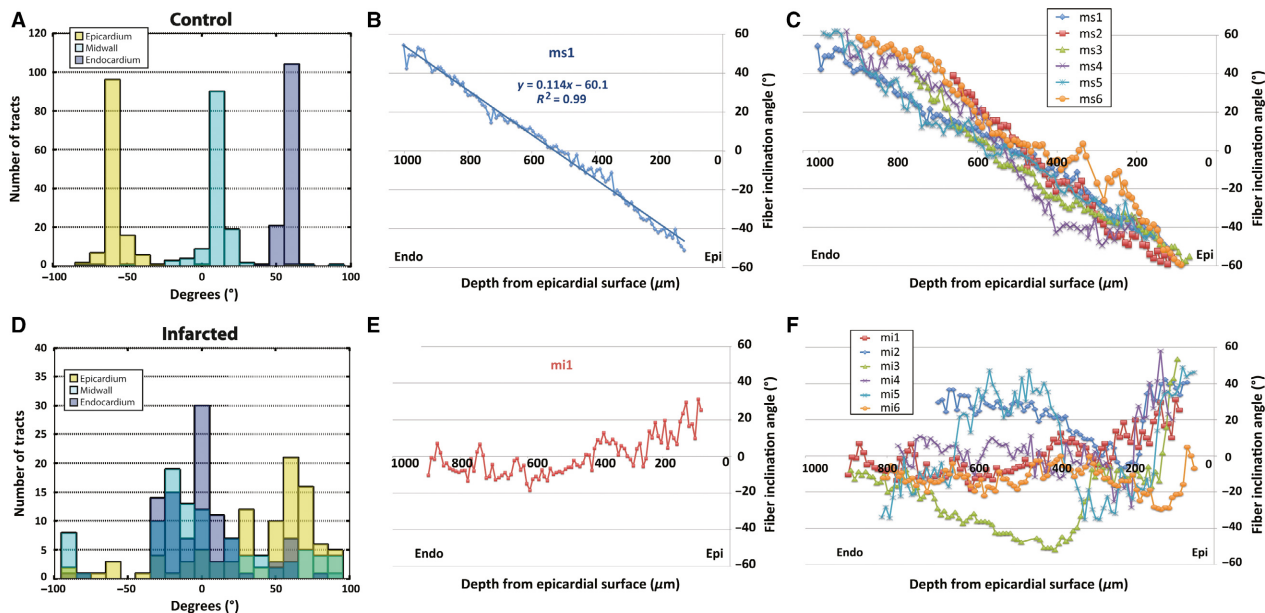 A
Control
Epicardium
Midwall
Endocardium
Number of tracts
120
100
80
60
40
20
0
−100
−50
0
50
100
Degrees (°)
B
ms1
y = 0.114x – 60.1
R² = 0.99
1000
800
600
400
200
0
60
40
20
0
−20
−40
−60
Fiber inclination angle (°)
Endo
Epi
Depth from epicardial surface (µm)
C
ms1
ms2
ms3
ms4
ms5
ms6
1000
800
600
400
200
0
60
40
20
0
−20
−40
−60
Fiber inclination angle (°)
Endo
Epi
Depth from epicardial surface (µm)
D
Infarcted
Epicardium
Midwall
Endocardium
Number of tracts
40
35
30
25
20
15
10
5
0
−100
−50
0
50
100
Degrees (°)
E
mi1
1000
800
600
400
200
0
60
40
20
0
−20
−40
−60
Fiber inclination angle (°)
Endo
Epi
Depth from epicardial surface (µm)
F
mi1
mi2
mi3
mi4
mi5
mi6
1000
800
600
400
200
0
60
40
20
0
−20
−40
−60
Fiber inclination angle (°)
Endo
Epi
Depth from epicardial surface (µm)